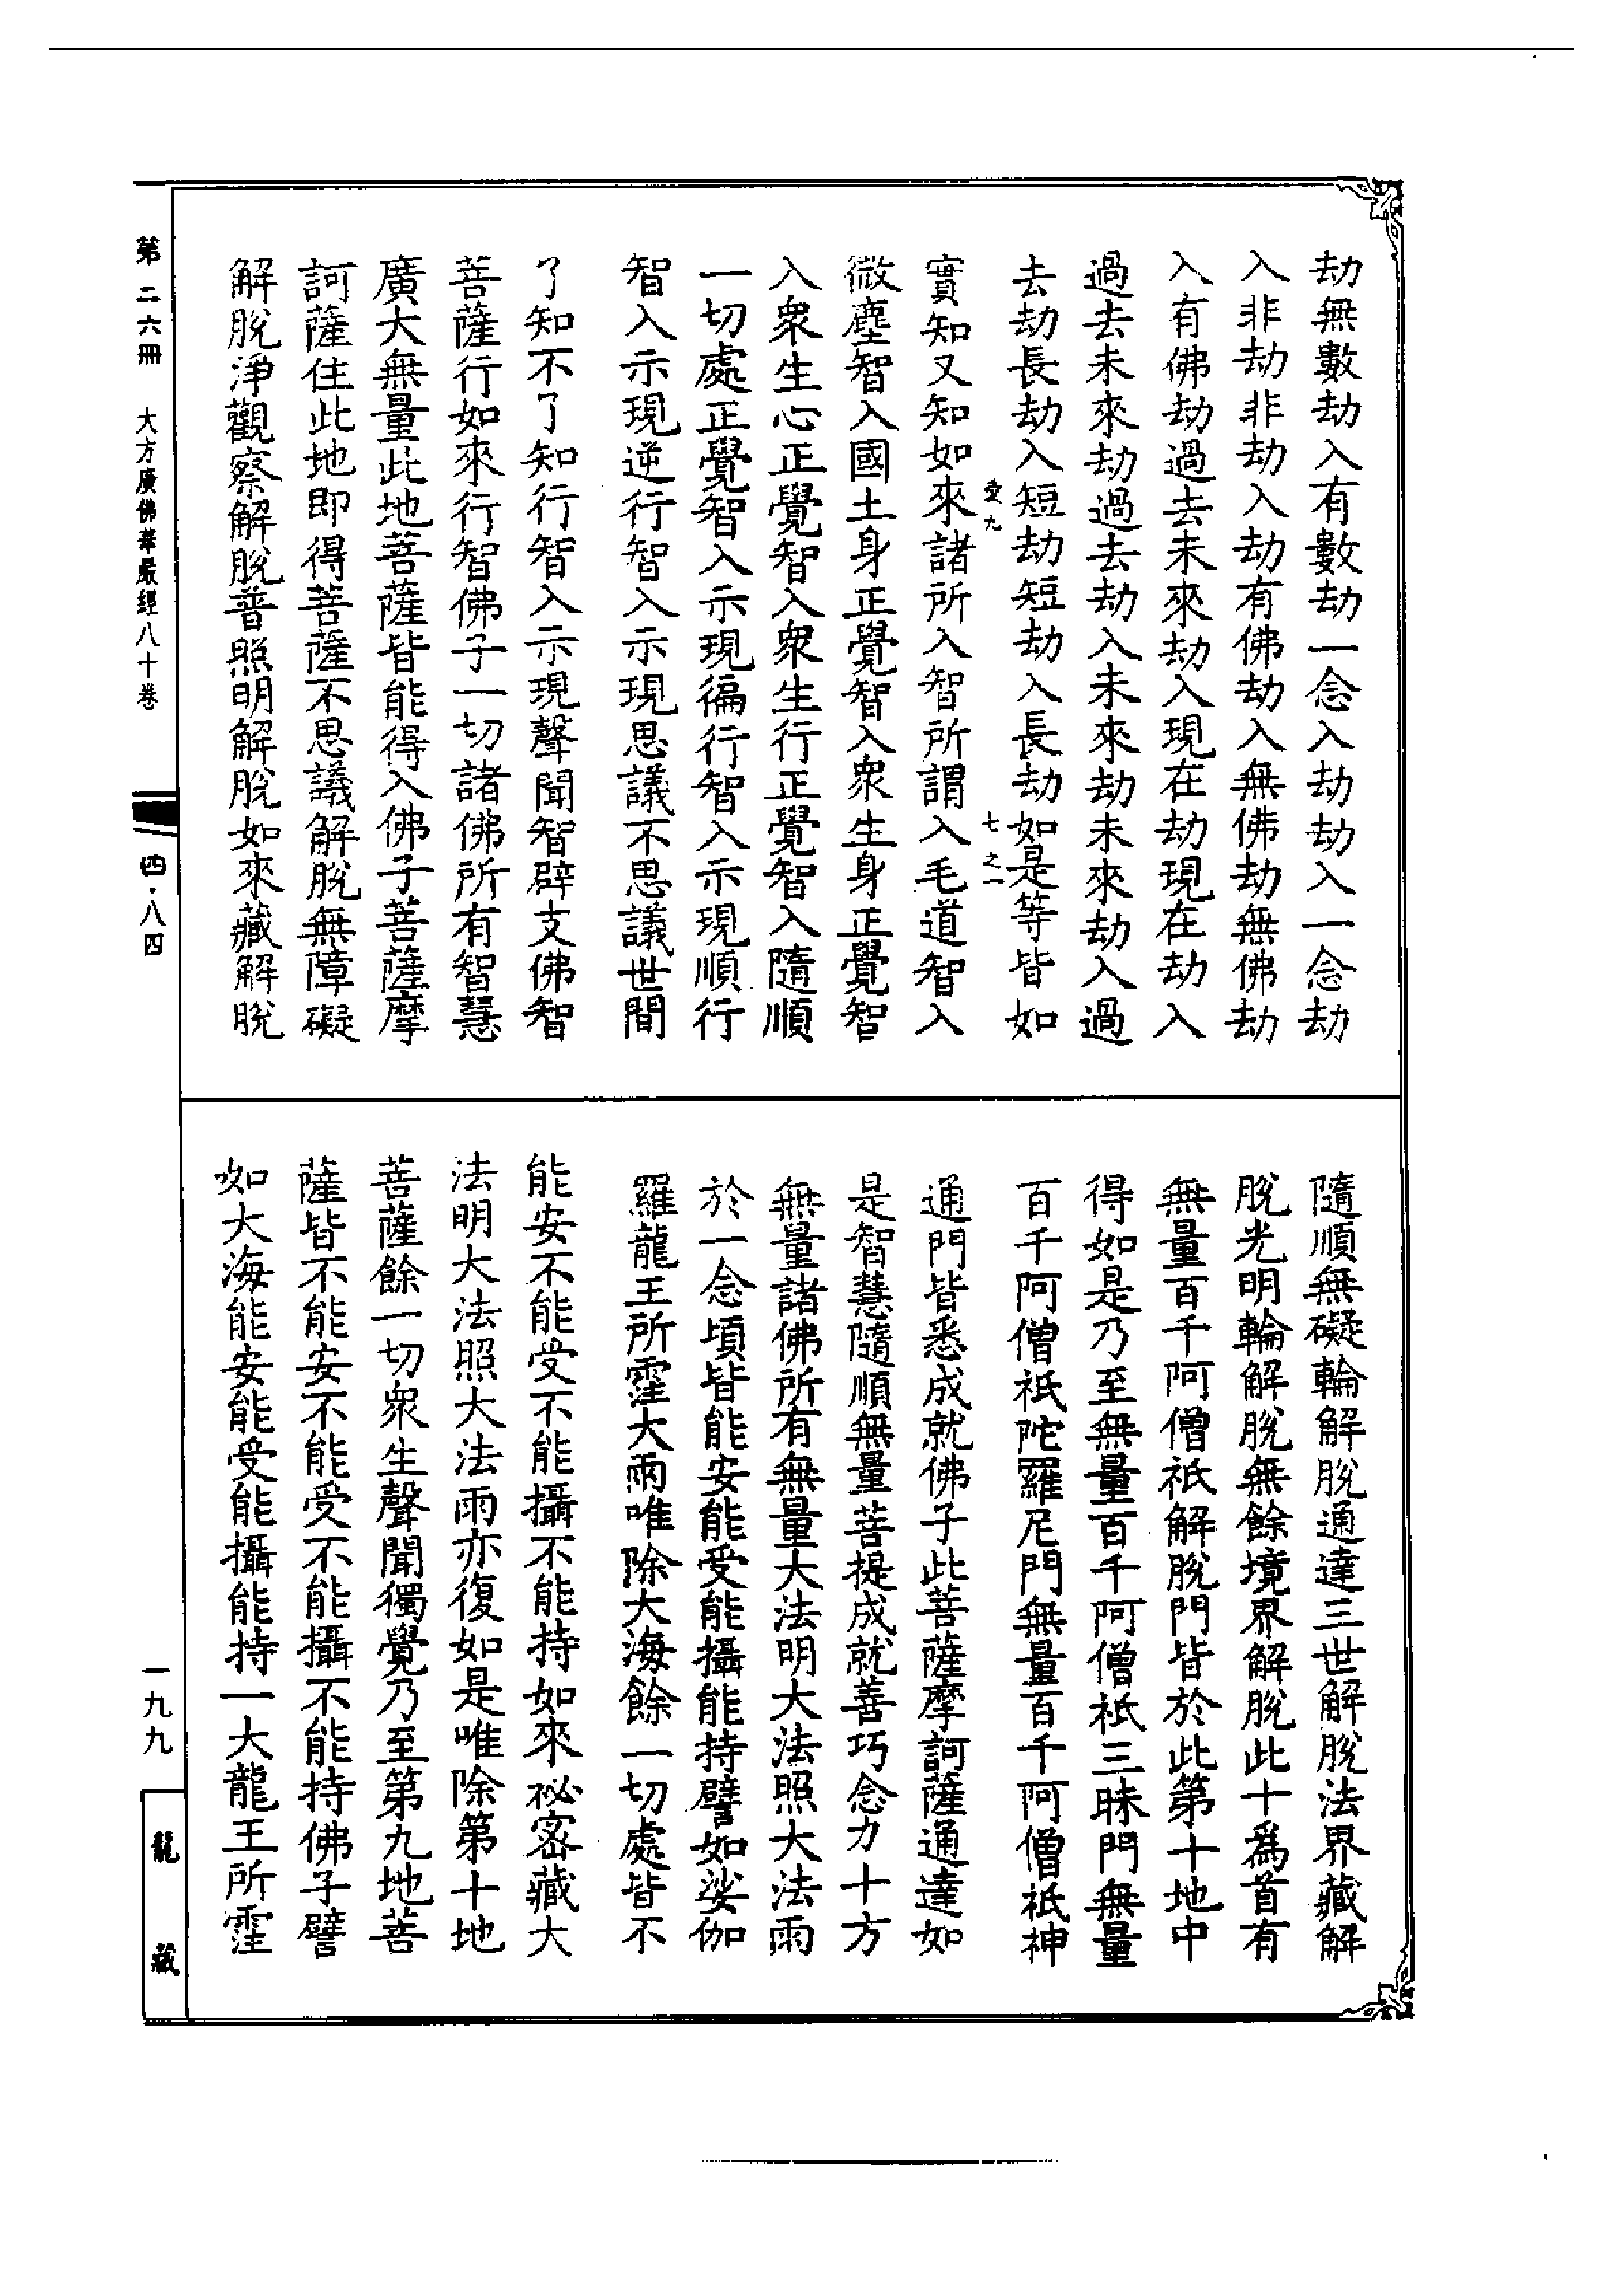 劫無數劫入有數劫一念入劫劫入一念劫
入非劫非劫入劫有佛劫入無佛劫無佛劫
入有佛劫過去未來劫入現在劫現在劫入
過去未來劫過去劫入未來劫未來劫入過
去劫長劫入短劫短劫入長劫如是等皆如
愛九
七之一
實知又知如來諸所入智所謂入毛道智入
微塵智入國土身正覺智入衆生身正覺智
入衆生心正覺智入衆生行正覺智入隨順
一切處正覺智入示現徧行智入示現順行
智入示現逆行智入示現思議不思議世間
了知不了知行智入示現聲聞智辟支佛智
菩薩行如來行智佛子一切諸佛所有智慧
廣大無量此地菩薩皆能得入佛子菩薩摩
訶薩住此地即得菩薩不思議解脫無障礙
解脫淨觀察解脫普照明解脫如來藏解脫
隨順無礙輪解脫通達三世解脫法界藏解
脫光明輪解脫無餘境界解脫此十爲首有
無量百千阿僧祇解脫門皆於此第十地中
得如是乃至無量百千阿僧祇三昧門無量
百千阿僧祇陀羅尼門無量百千阿僧祇神
通門皆悉成就佛子此菩薩摩訶薩通達如
是智慧隨順無量菩提成就善巧念力十方
無量諸佛所有無量大法明大法照大法雨
於一念頃皆能安能受能攝能持譬如娑伽
羅龍王所霔大雨唯除大海餘一切處皆不
能安不能受不能攝不能持如來祕密藏大
法明大法照大法雨亦復如是唯除第十地
菩薩餘一切衆生聲聞獨覺乃至第九地菩
薩皆不能安不能受不能攝不能持佛子譬
如大海能安能受能攝能持一大龍王所霔
第二六冊 大方廣佛華嚴經八十卷
四·八四
一九九
龍藏